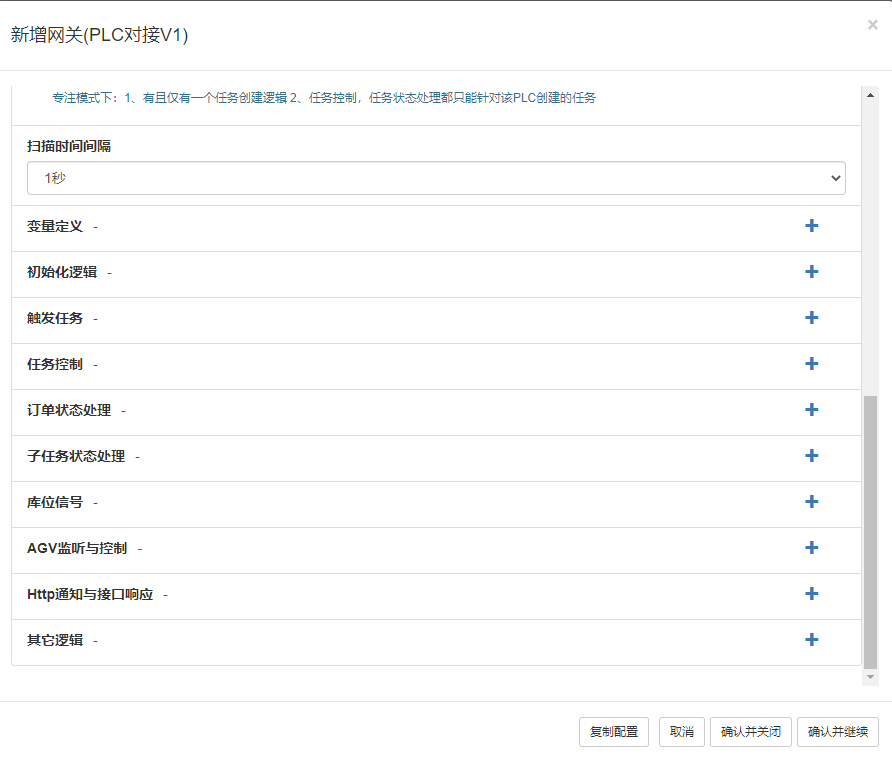 新增网关(PLC对接V1)
×
专注模式下：1、有且仅有一个任务创建逻辑 2、任务控制，任务状态处理都只能针对该PLC创建的任务
扫描时间间隔
1秒
变量定义 -
初始化逻辑 -
触发任务 -
任务控制 -
订单状态处理 -
子任务状态处理 -
库位信号 -
AGV监听与控制 -
Http通知与接口响应 -
其它逻辑 -
复制配置 取消 确认并关闭 确认并继续